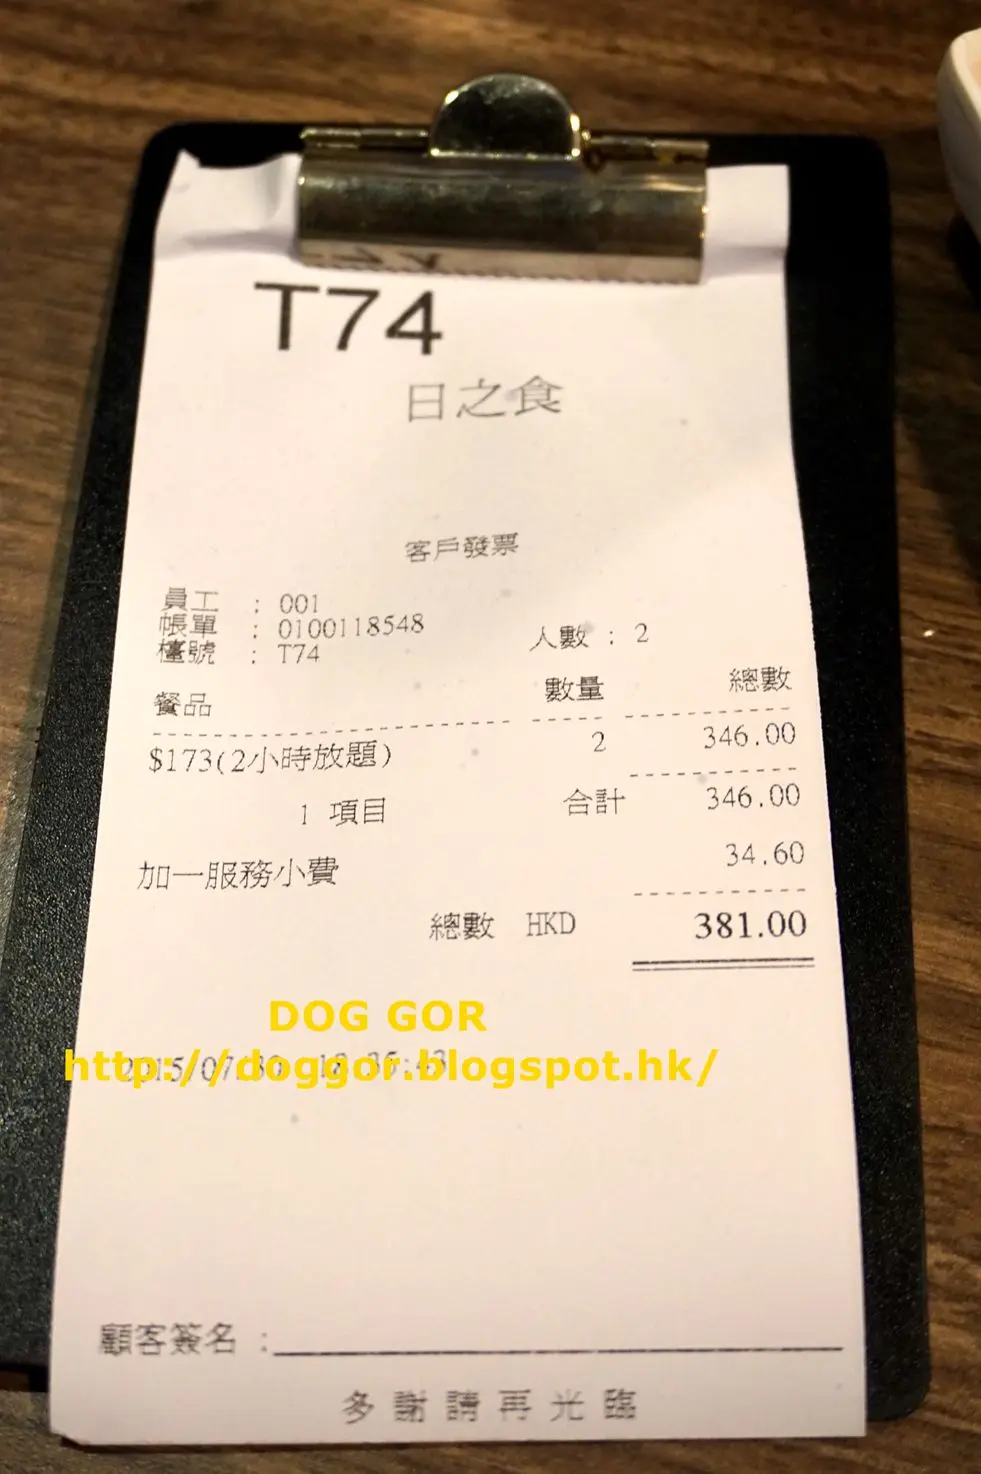 T74
日之食
客戶發票
員工 : 001
帳單 : 0100118548
檯號 : T74
人數 : 2
餐品 數量 總數
$173(2小時放題) 2 346.00
1 項目 合計 346.00
加一服務小費 34.60
總數 HKD 381.00
DOG GOR
http://doggor.blogspot.hk/
顧客簽名 :
多謝請再光臨